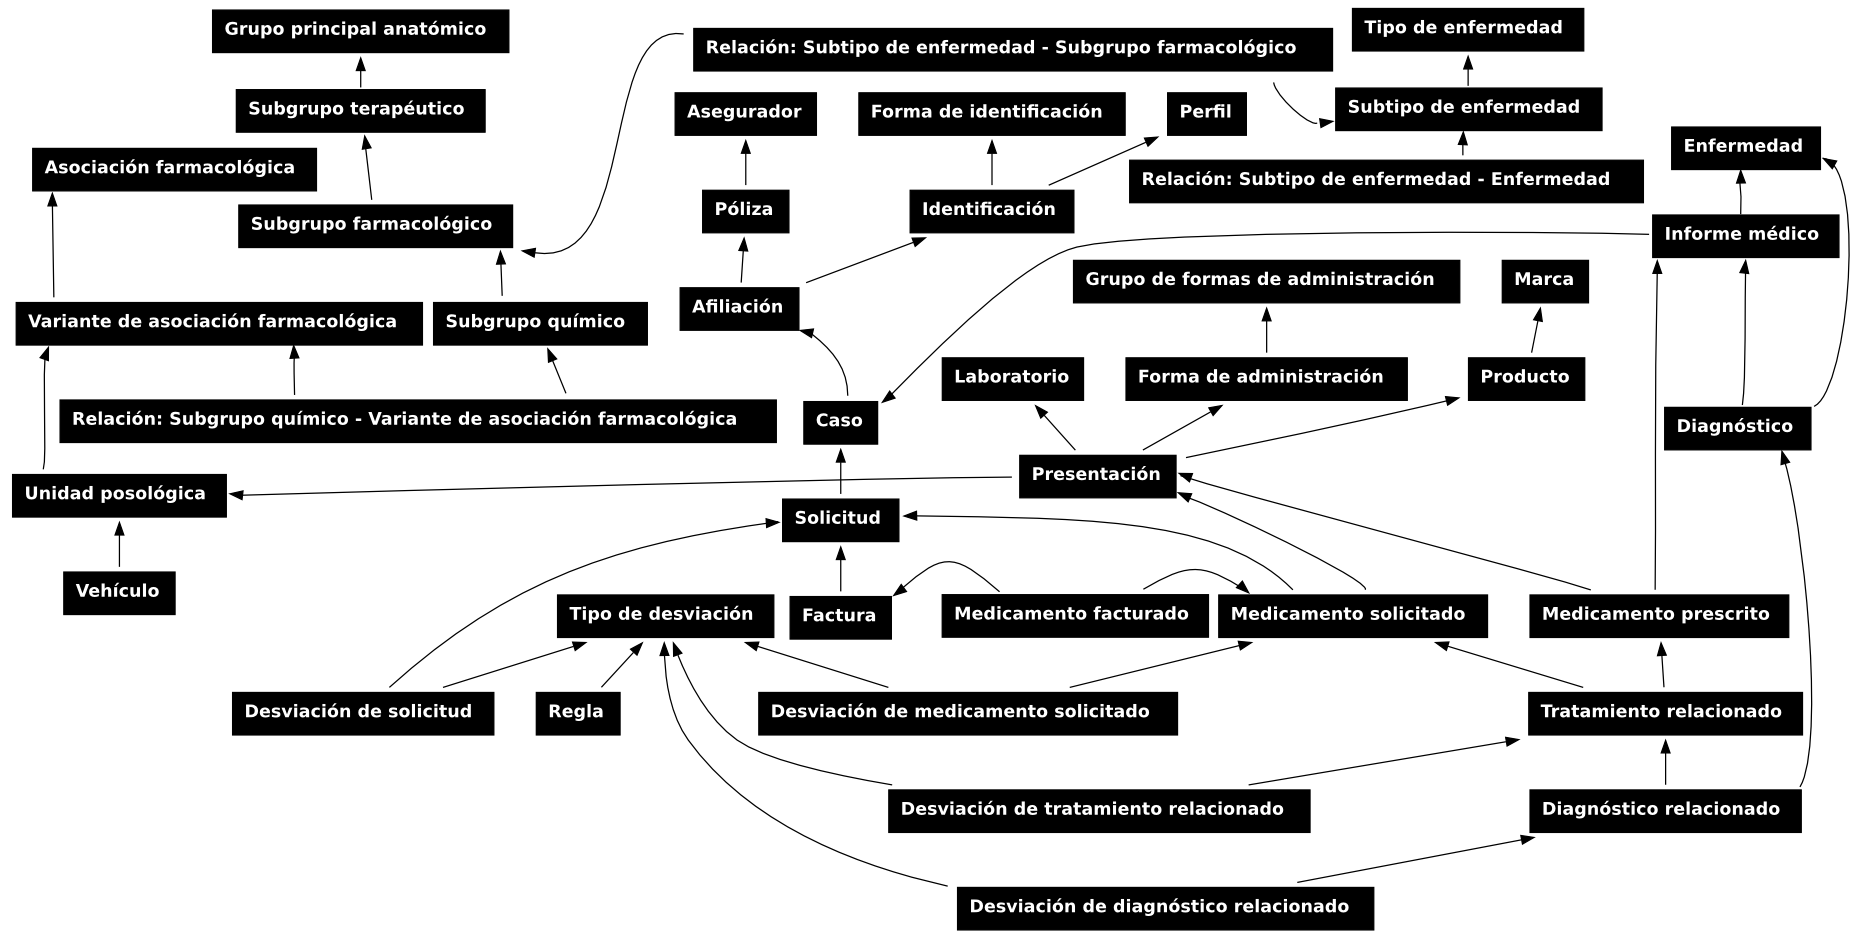 Grupo principal anatómico
Relación: Subtipo de enfermedad - Subgrupo farmacológico
Tipo de enfermedad
Subgrupo terapéutico
Asegurador
Forma de identificación
Perfil
Subtipo de enfermedad
Enfermedad
Asociación farmacológica
Relación: Subtipo de enfermedad - Enfermedad
Subgrupo farmacológico
Póliza
Identificación
Informe médico
Grupo de formas de administración
Marca
Afiliación
Variante de asociación farmacológica
Subgrupo químico
Laboratorio
Forma de administración
Producto
Relación: Subgrupo químico - Variante de asociación farmacológica
Caso
Diagnóstico
Presentación
Unidad posológica
Solicitud
Vehículo
Tipo de desviación
Factura
Medicamento facturado
Medicamento solicitado
Medicamento prescrito
Desviación de solicitud
Regla
Desviación de medicamento solicitado
Tratamiento relacionado
Desviación de tratamiento relacionado
Diagnóstico relacionado
Desviación de diagnóstico relacionado